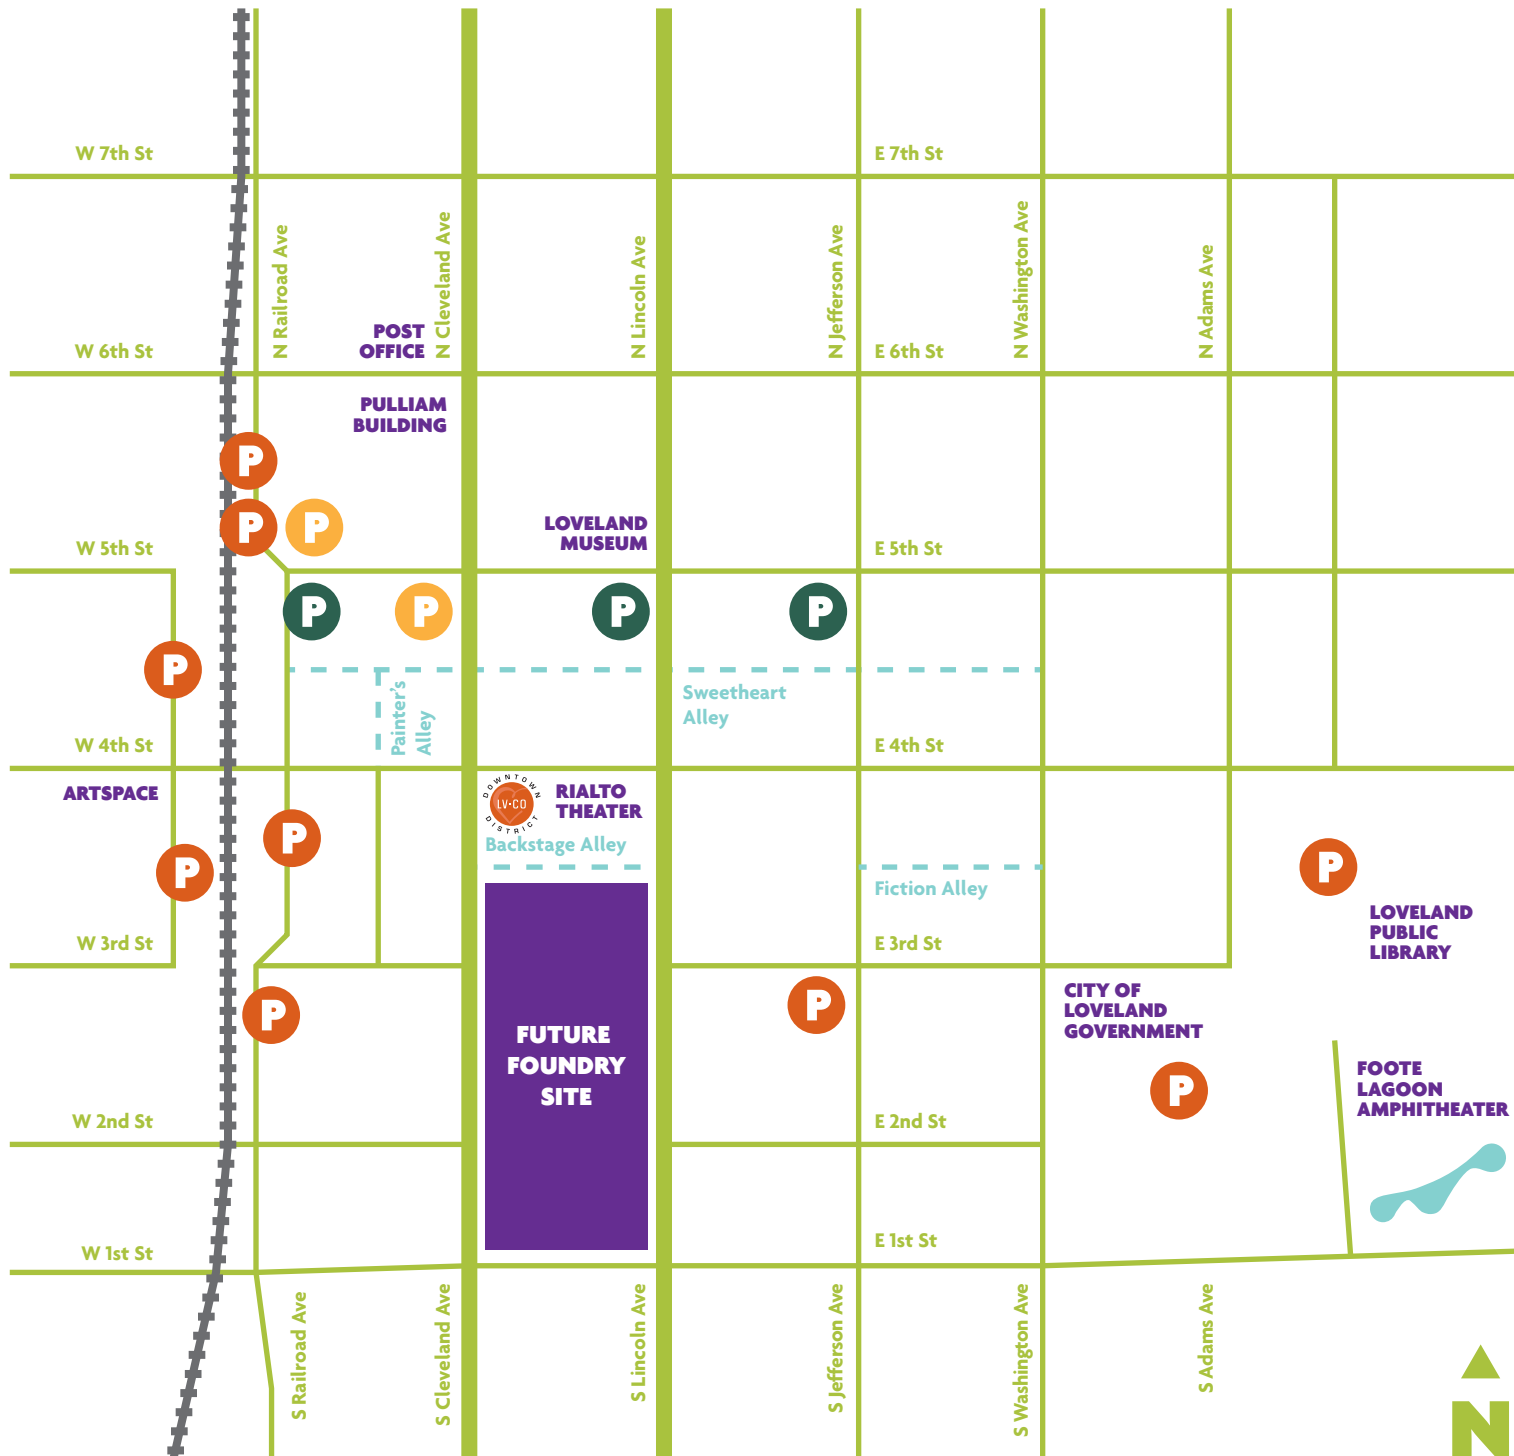 W 7th St
E 7th St
N Railroad Ave
N Cleveland Ave
N Lincoln Ave
N Jefferson Ave
N Washington Ave
N Adams Ave
POST
OFFICE
W 6th St
E 6th St
PULLIAM
BUILDING
P
P
P
LOVELAND
MUSEUM
W 5th St
E 5th St
P
P
P
P
P
Painter's
Alley
Sweetheart
Alley
W 4th St
E 4th St
ARTSPACE
DOWNTOWN
LV·CO
DISTRICT
RIALTO
THEATER
Backstage Alley
P
P
P
Fiction Alley
LOVELAND
PUBLIC
LIBRARY
W 3rd St
E 3rd St
P
P
CITY OF
LOVELAND
GOVERNMENT
FUTURE
FOUNDRY
SITE
P
FOOTE
LAGOON
AMPHITHEATER
W 2nd St
E 2nd St
W 1st St
E 1st St
S Railroad Ave
S Cleveland Ave
S Lincoln Ave
S Jefferson Ave
S Washington Ave
S Adams Ave
N